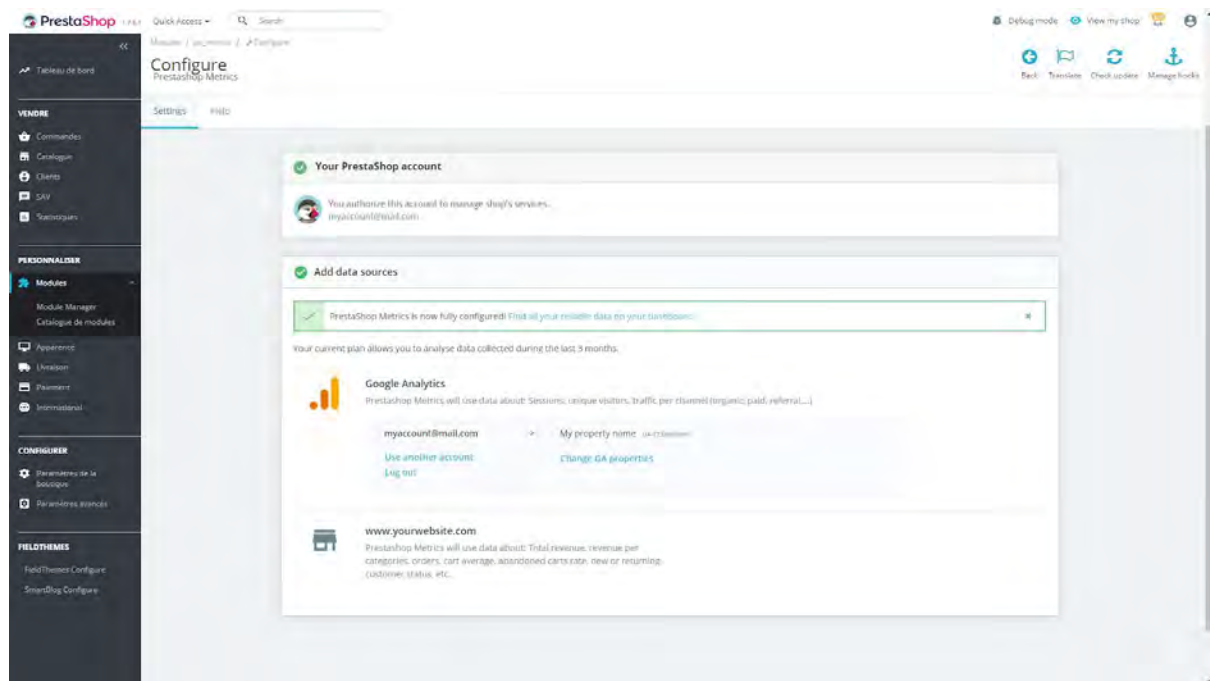 PrestaShop
Quick Access
Search
Debug mode
View my shop
Modules / ps_metrics / Configure
Configure
Prestashop Metrics
Back
Translate
Check update
Manage hooks
Settings
Help
Tableau de bord
VENDRE
Commandes
Catalogue
Clients
SAV
Statistiques
PERSONNALISER
Modules
Module Manager
Catalogue de modules
Apparence
Livraison
Paiement
International
CONFIGURER
Paramètres de la
boutique
Paramètres avancés
FIELDTHEMES
FieldThemes Configure
SmartBlog Configure
Your PrestaShop account
You authorize this account to manage shop's services.
myaccount@mail.com
Add data sources
PrestaShop Metrics is now fully configured! Find all your reliable data on your dashboard.
Your current plan allows you to analyse data collected during the last 3 months.
Google Analytics
Prestashop Metrics will use data about: Sessions, unique visitors, traffic per channel (organic, paid, referral,...)
myaccount@mail.com
My property name
Use another account
Change GA properties
Log out
www.yourwebsite.com
Prestashop Metrics will use data about: Total revenue, revenue per
categories, orders, cart average, abandoned carts rate, new or returning
customer status, etc.